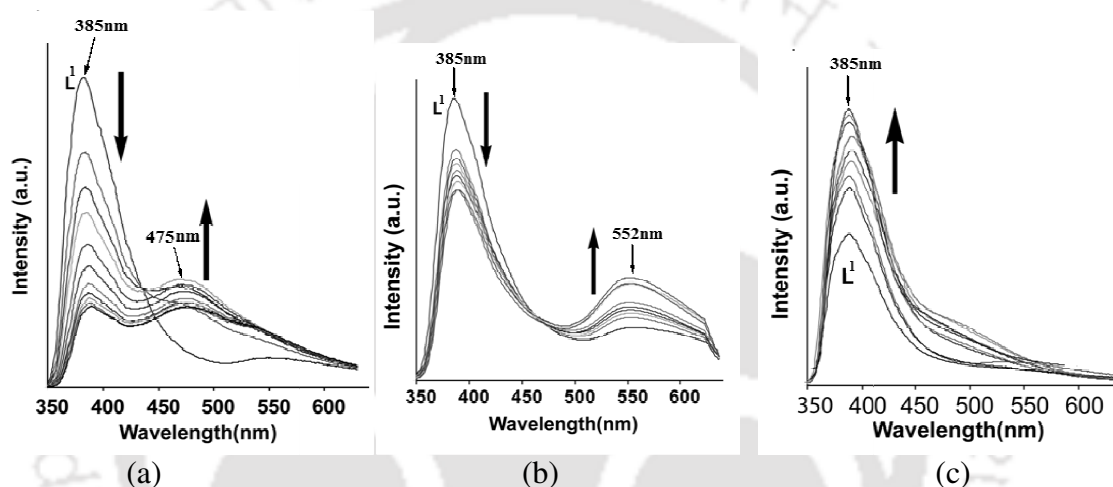 385nm
L¹
475nm
Intensity (a.u.)
350 400 450 500 550 600
Wavelength(nm)
(a)
385nm
L¹
552nm
Intensity (a.u.)
350 400 450 500 550 600
Wavelength(nm)
(b)
385nm
L¹
Intensity (a.u.)
350 400 450 500 550 600
Wavelength(nm)
(c)